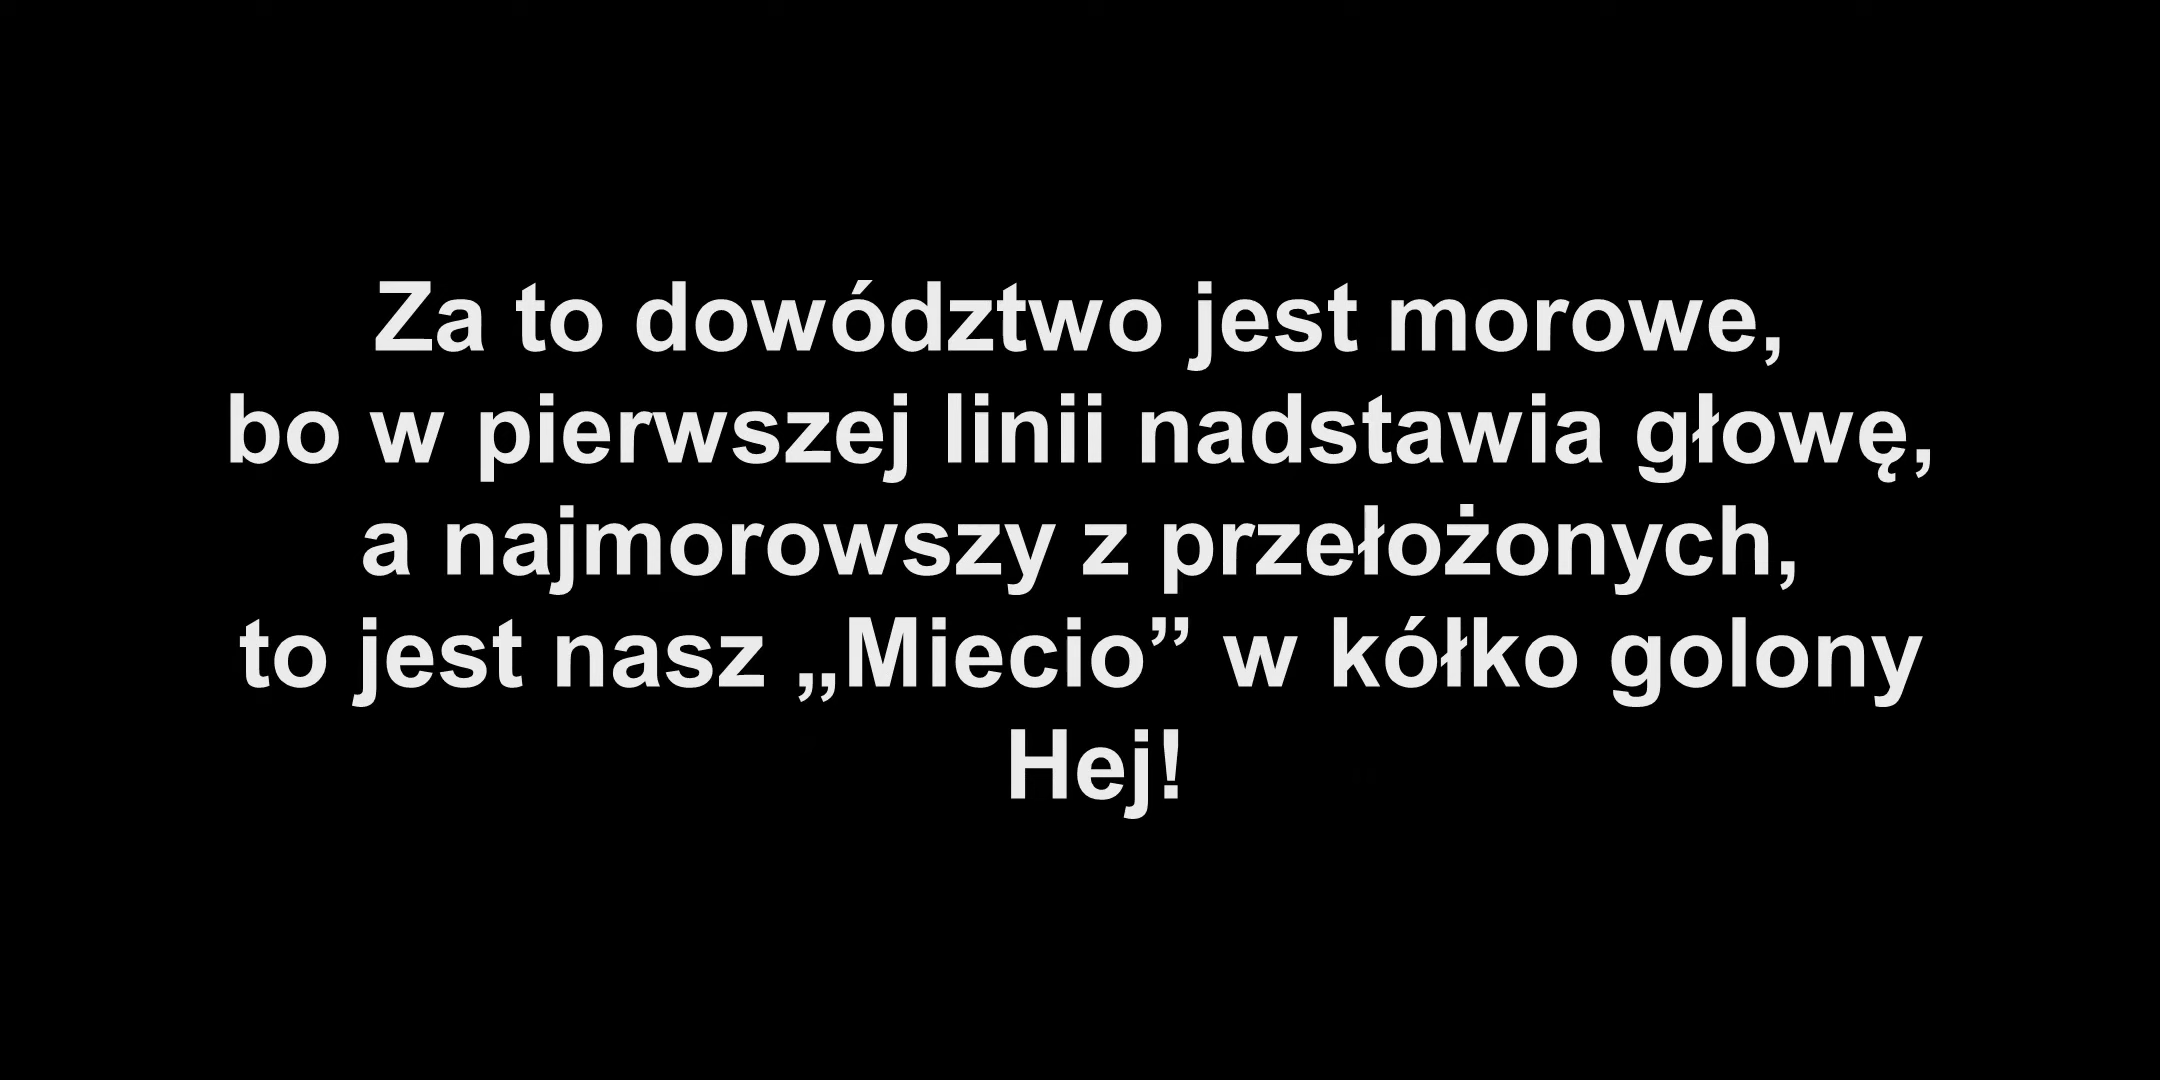 Za to dowództwo jest morowe,
bo w pierwszej linii nadstawia głowę,
a najmorowszy z przełożonych,
to jest nasz „Miecio” w kółko golony
Hej!